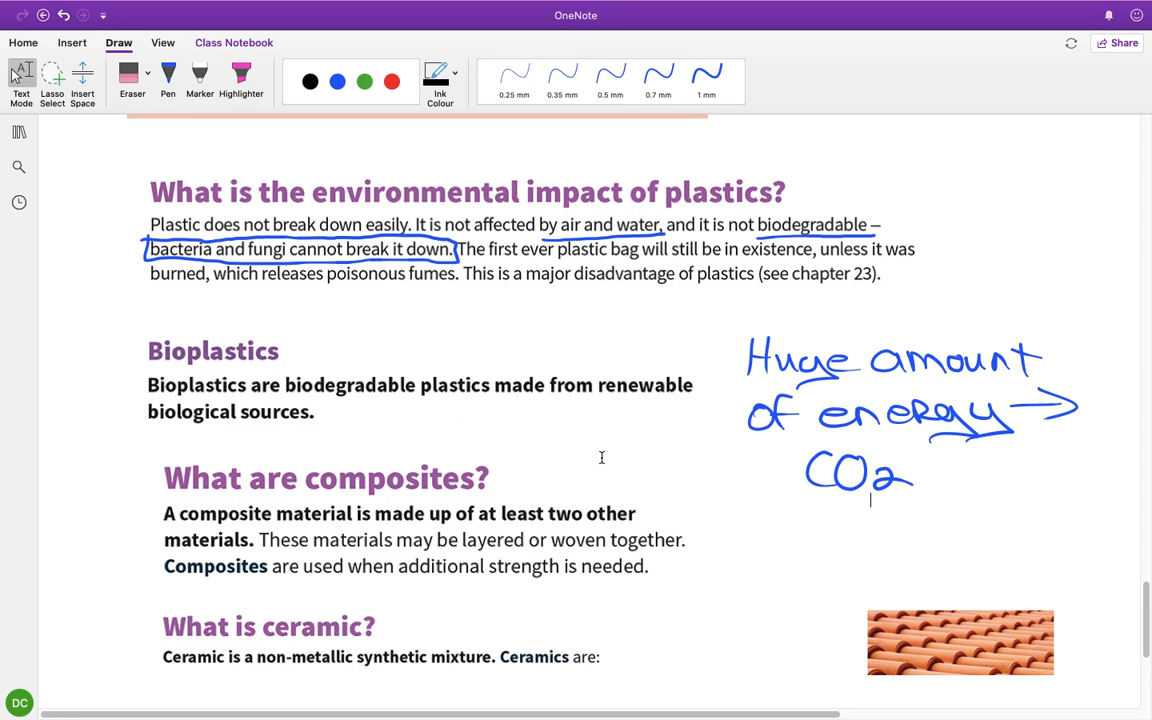 OneNote
Home Insert Draw View Class Notebook Share
Text Mode
Lasso Select
Insert Space
Eraser
Pen
Marker
Highlighter
Ink Colour
0.25 mm 0.35 mm 0.5 mm 0.7 mm 1 mm
What is the environmental impact of plastics?
Plastic does not break down easily. It is not affected by air and water, and it is not biodegradable –
bacteria and fungi cannot break it down. The first ever plastic bag will still be in existence, unless it was
burned, which releases poisonous fumes. This is a major disadvantage of plastics (see chapter 23).
Bioplastics
Bioplastics are biodegradable plastics made from renewable
biological sources.
Huge amount
of energy →
CO2
What are composites?
A composite material is made up of at least two other
materials. These materials may be layered or woven together.
Composites are used when additional strength is needed.
What is ceramic?
Ceramic is a non-metallic synthetic mixture. Ceramics are:
DC